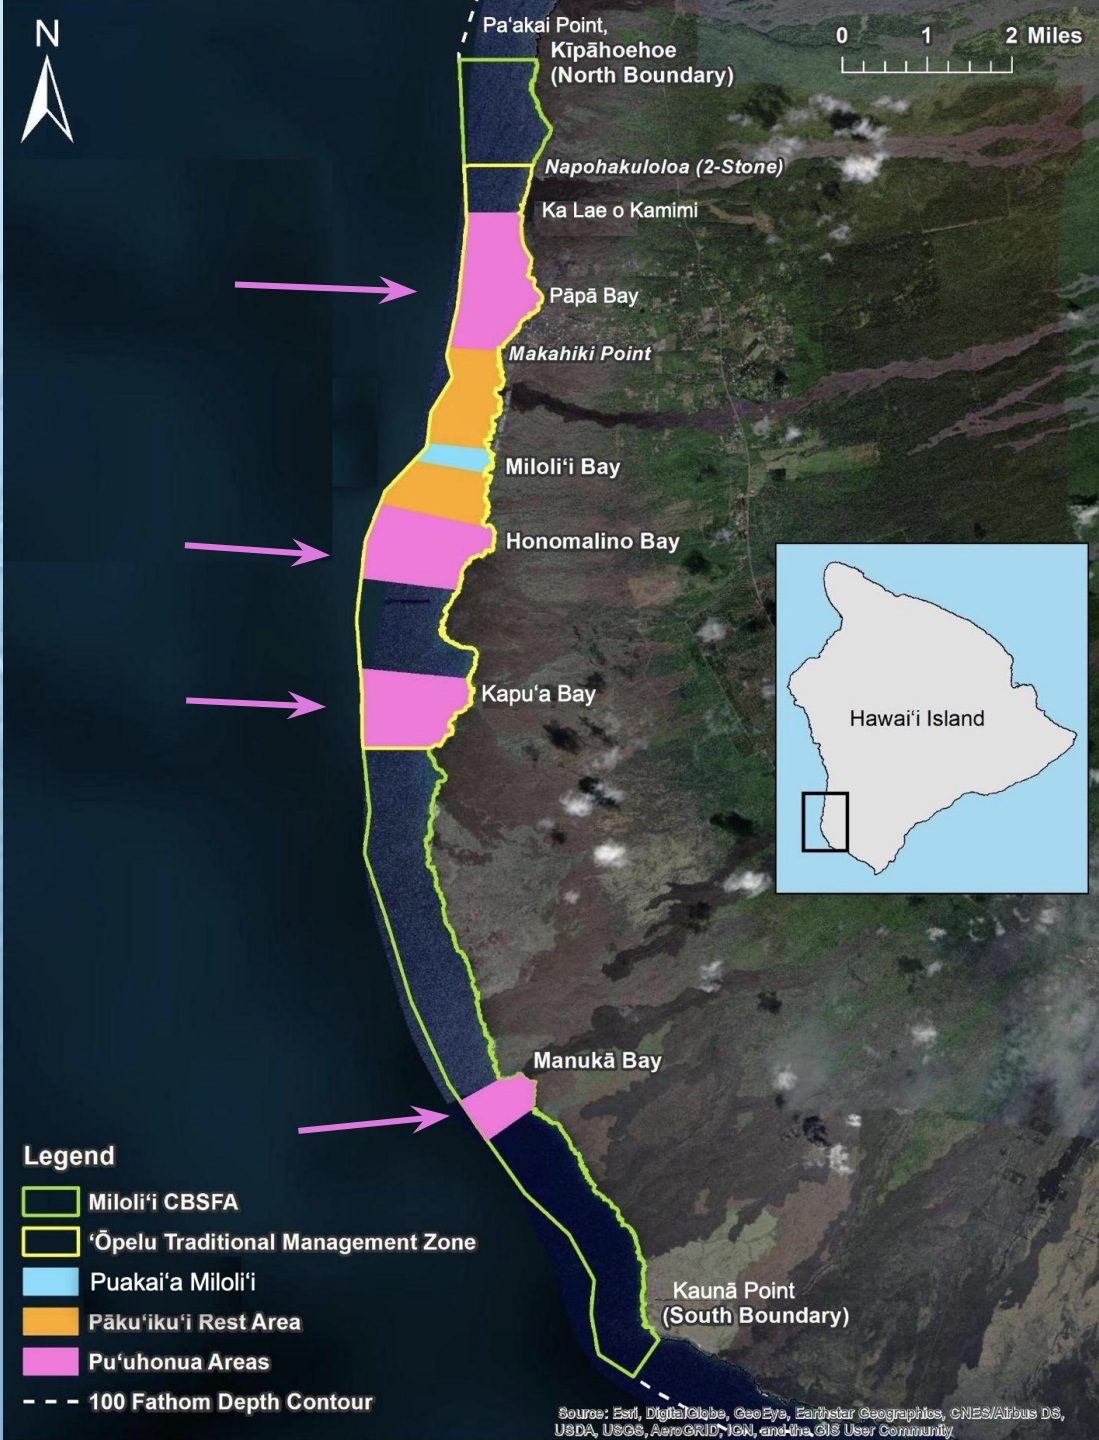 N
Pa‘akai Point,
Kīpāhoehoe
(North Boundary)
0 1 2 Miles
Napohakuloloa (2-Stone)
Ka Lae o Kamimi
Pāpā Bay
Makahiki Point
Miloli‘i Bay
Honomalino Bay
Kapu‘a Bay
Hawai‘i Island
Manukā Bay
Kaunā Point
(South Boundary)
Legend
Miloli‘i CBSFA
‘Ōpelu Traditional Management Zone
Puakai‘a Miloli‘i
Pāku‘iku‘i Rest Area
Pu‘uhonua Areas
100 Fathom Depth Contour
Source: Esri, DigitalGlobe, GeoEye, Earthstar Geographics, CNES/Airbus DS,
USDA, USGS, AeroGRID, IGN, and the GIS User Community